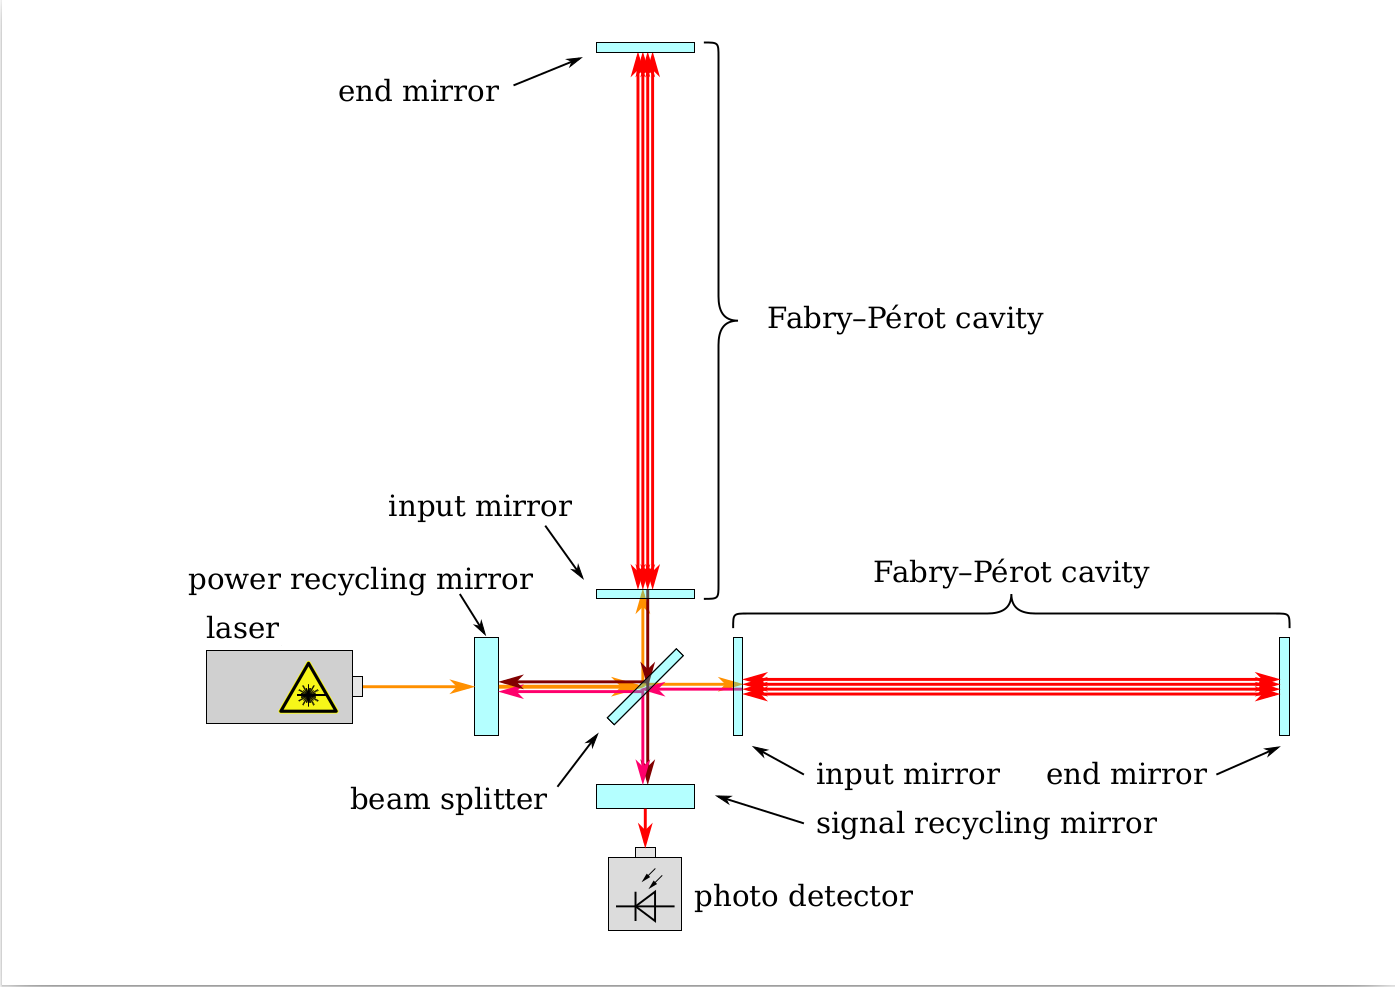 end mirror
Fabry–Pérot cavity
input mirror
power recycling mirror
Fabry–Pérot cavity
laser
input mirror
end mirror
beam splitter
signal recycling mirror
photo detector